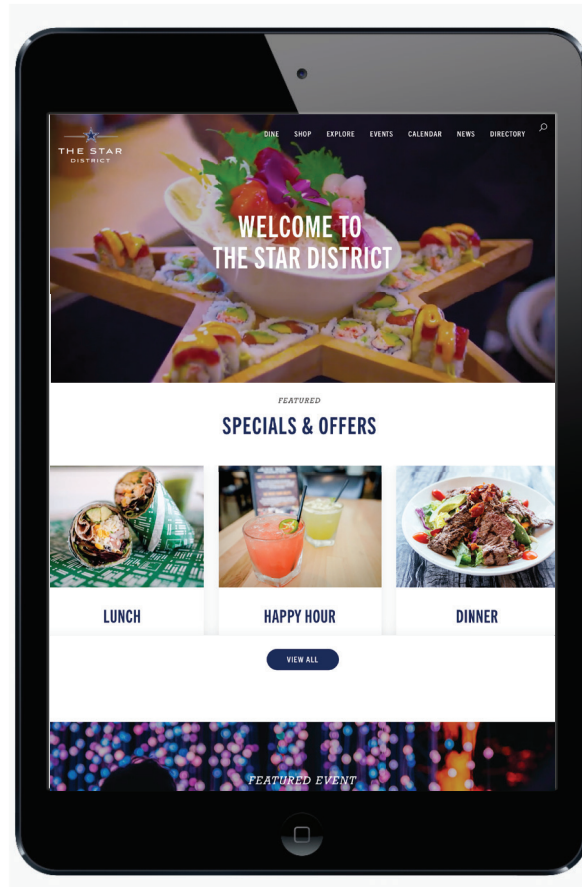 THE STAR
DISTRICT
DINE SHOP EXPLORE EVENTS CALENDAR NEWS DIRECTORY
WELCOME TO
THE STAR DISTRICT
FEATURED
SPECIALS & OFFERS
LUNCH HAPPY HOUR DINNER
VIEW ALL
FEATURED EVENT